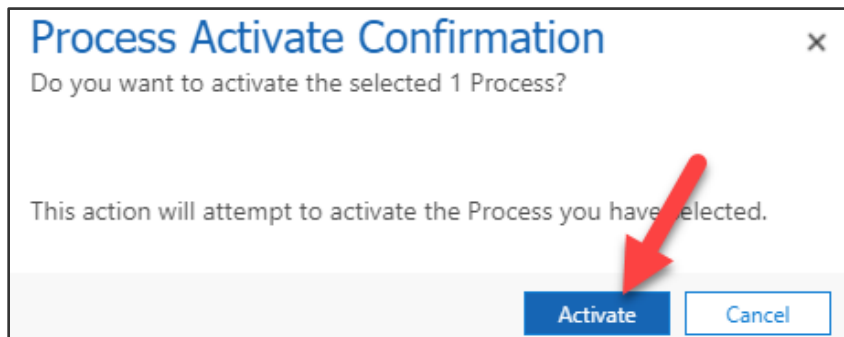 Process Activate Confirmation
Do you want to activate the selected 1 Process?
This action will attempt to activate the Process you have selected.
Activate
Cancel